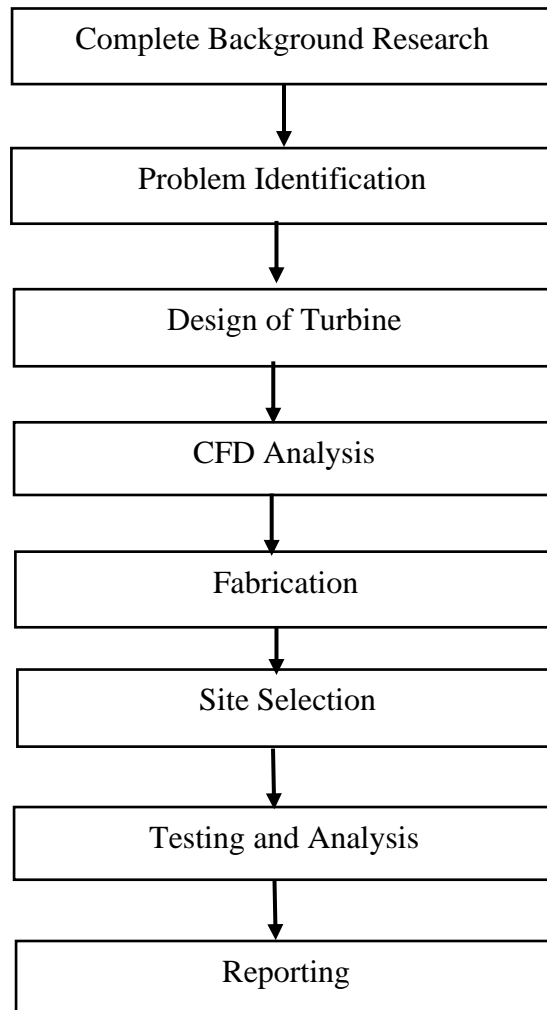 Complete Background Research
Problem Identification
Design of Turbine
CFD Analysis
Fabrication
Site Selection
Testing and Analysis
Reporting